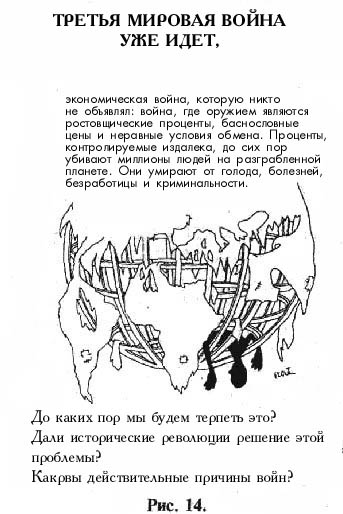 ТРЕТЬЯ МИРОВАЯ ВОЙНА
УЖЕ ИДЕТ,
экономическая война, которую никто
не объявлял: война, где оружием являются
ростовщические проценты, баснословные
цены и неравные условия обмена. Проценты,
контролируемые издалека, до сих пор
убивают миллионы людей на разграбленной
планете. Они умирают от голода, болезней,
безработицы и криминальности.
До каких пор мы будем терпеть это?
Дали исторические революции решение этой
проблемы?
Какрвы действительные причины войн?
Рис. 14.